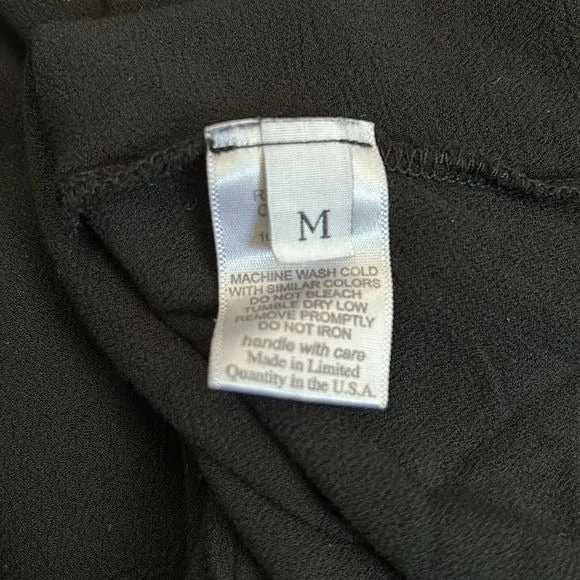 M
MACHINE WASH COLD
WITH SIMILAR COLORS
DO NOT BLEACH
TUMBLE DRY LOW
REMOVE PROMPTLY
DO NOT IRON
handle with care
Made in Limited
Quantity in the U.S.A.